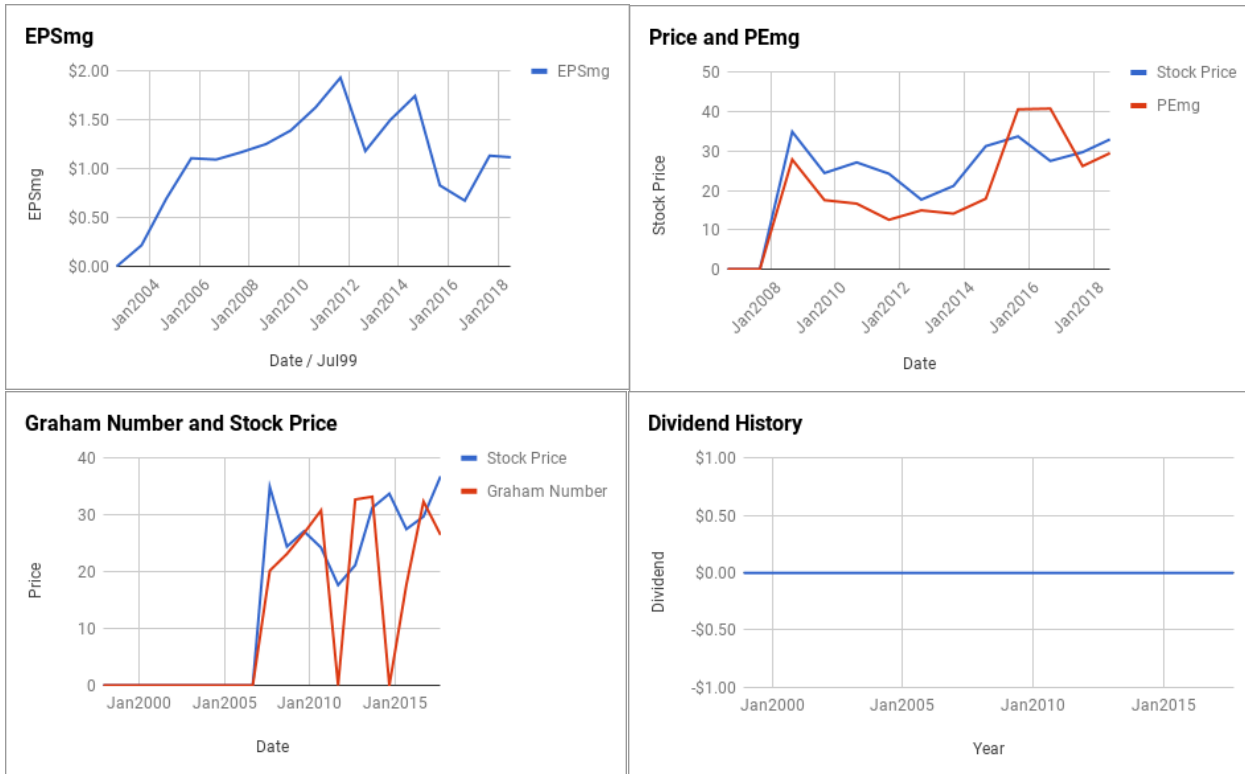 EPSmg
EPSmg
$2.00
$1.50
$1.00
$0.50
$0.00
EPSmg
Jan2004
Jan2006
Jan2008
Jan2010
Jan2012
Jan2014
Jan2016
Jan2018
Date / Jul99
Price and PEmg
Stock Price
PEmg
50
40
30
20
10
0
Stock Price
Jan2008
Jan2010
Jan2012
Jan2014
Jan2016
Jan2018
Date
Graham Number and Stock Price
Stock Price
Graham Number
40
30
20
10
0
Price
Jan2000
Jan2005
Jan2010
Jan2015
Date
Dividend History
$1.00
$0.50
$0.00
-$0.50
-$1.00
Dividend
Jan2000
Jan2005
Jan2010
Jan2015
Year